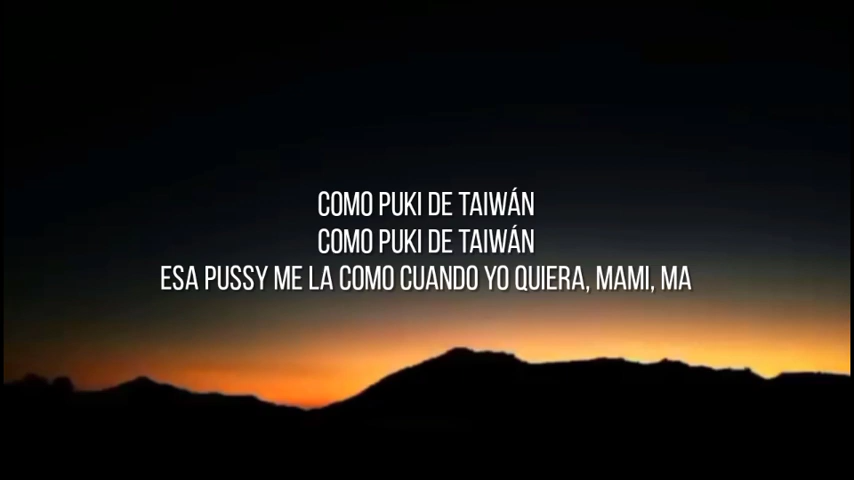 COMO PUKI DE TAIWÁN
COMO PUKI DE TAIWÁN
ESA PUSSY ME LA COMO CUANDO YO QUIERA, MAMI, MA